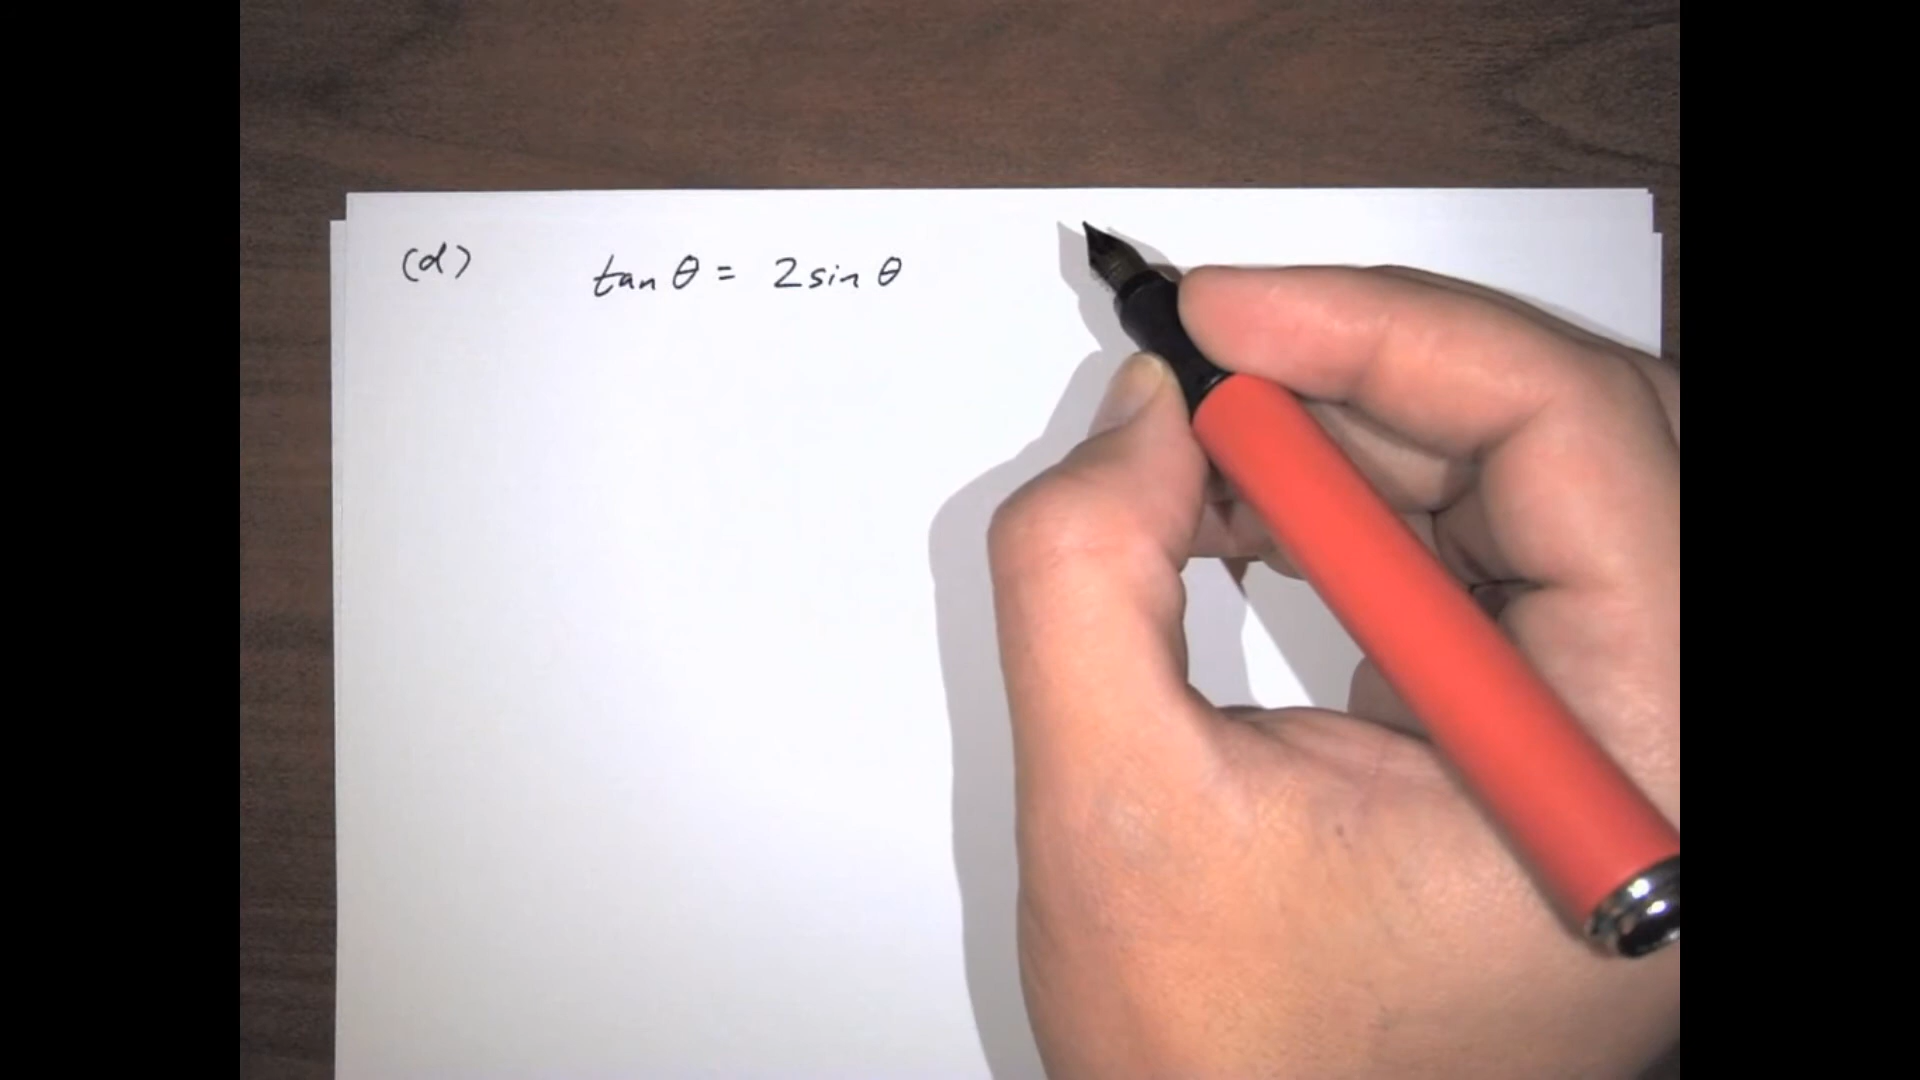 (d) tan θ = 2 sin θ